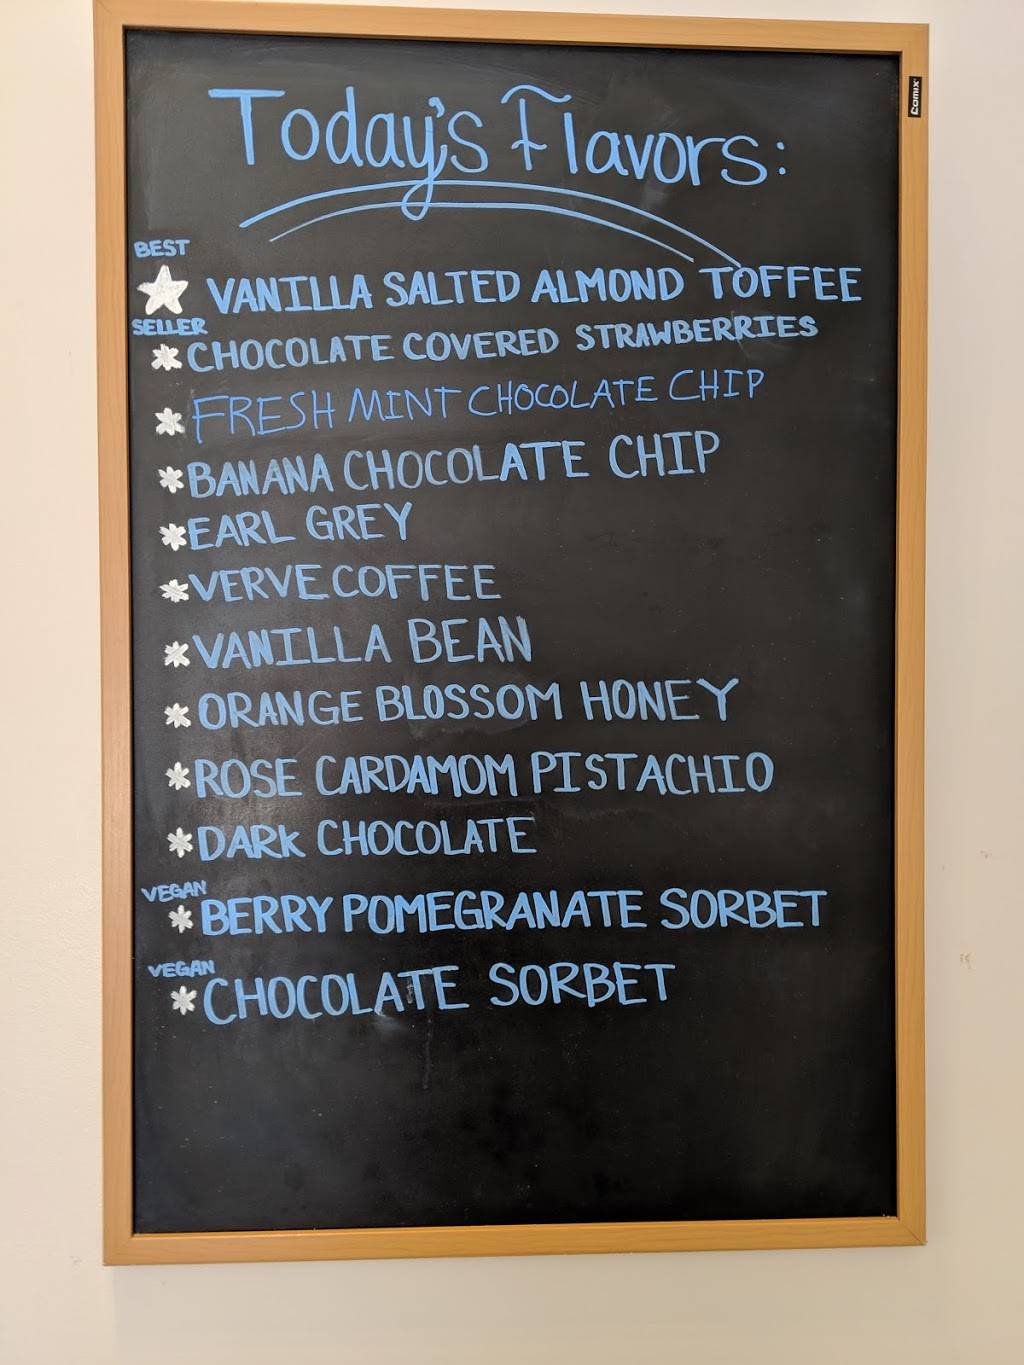 Comix
Today's Flavors:
BEST
VANILLA SALTED ALMOND TOFFEE
SELLER
CHOCOLATE COVERED STRAWBERRIES
FRESH MINT CHOCOLATE CHIP
BANANA CHOCOLATE CHIP
EARL GREY
VERVE COFFEE
VANILLA BEAN
ORANGE BLOSSOM HONEY
ROSE CARDAMOM PISTACHIO
DARK CHOCOLATE
VEGAN
BERRY POMEGRANATE SORBET
VEGAN
CHOCOLATE SORBET